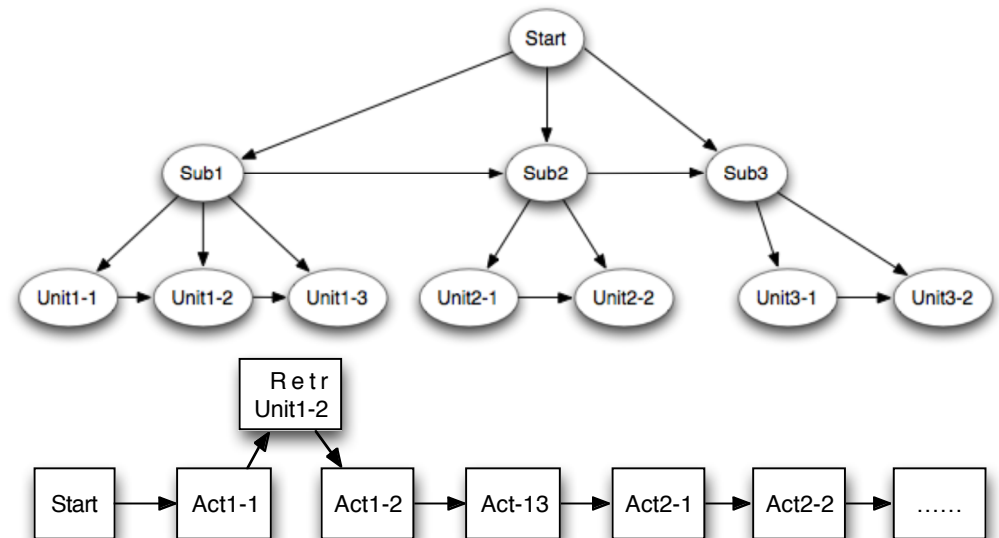 Start
Sub1
Sub2
Sub3
Unit1-1
Unit1-2
Unit1-3
Unit2-1
Unit2-2
Unit3-1
Unit3-2
Retr
Unit1-2
Start
Act1-1
Act1-2
Act-13
Act2-1
Act2-2
......